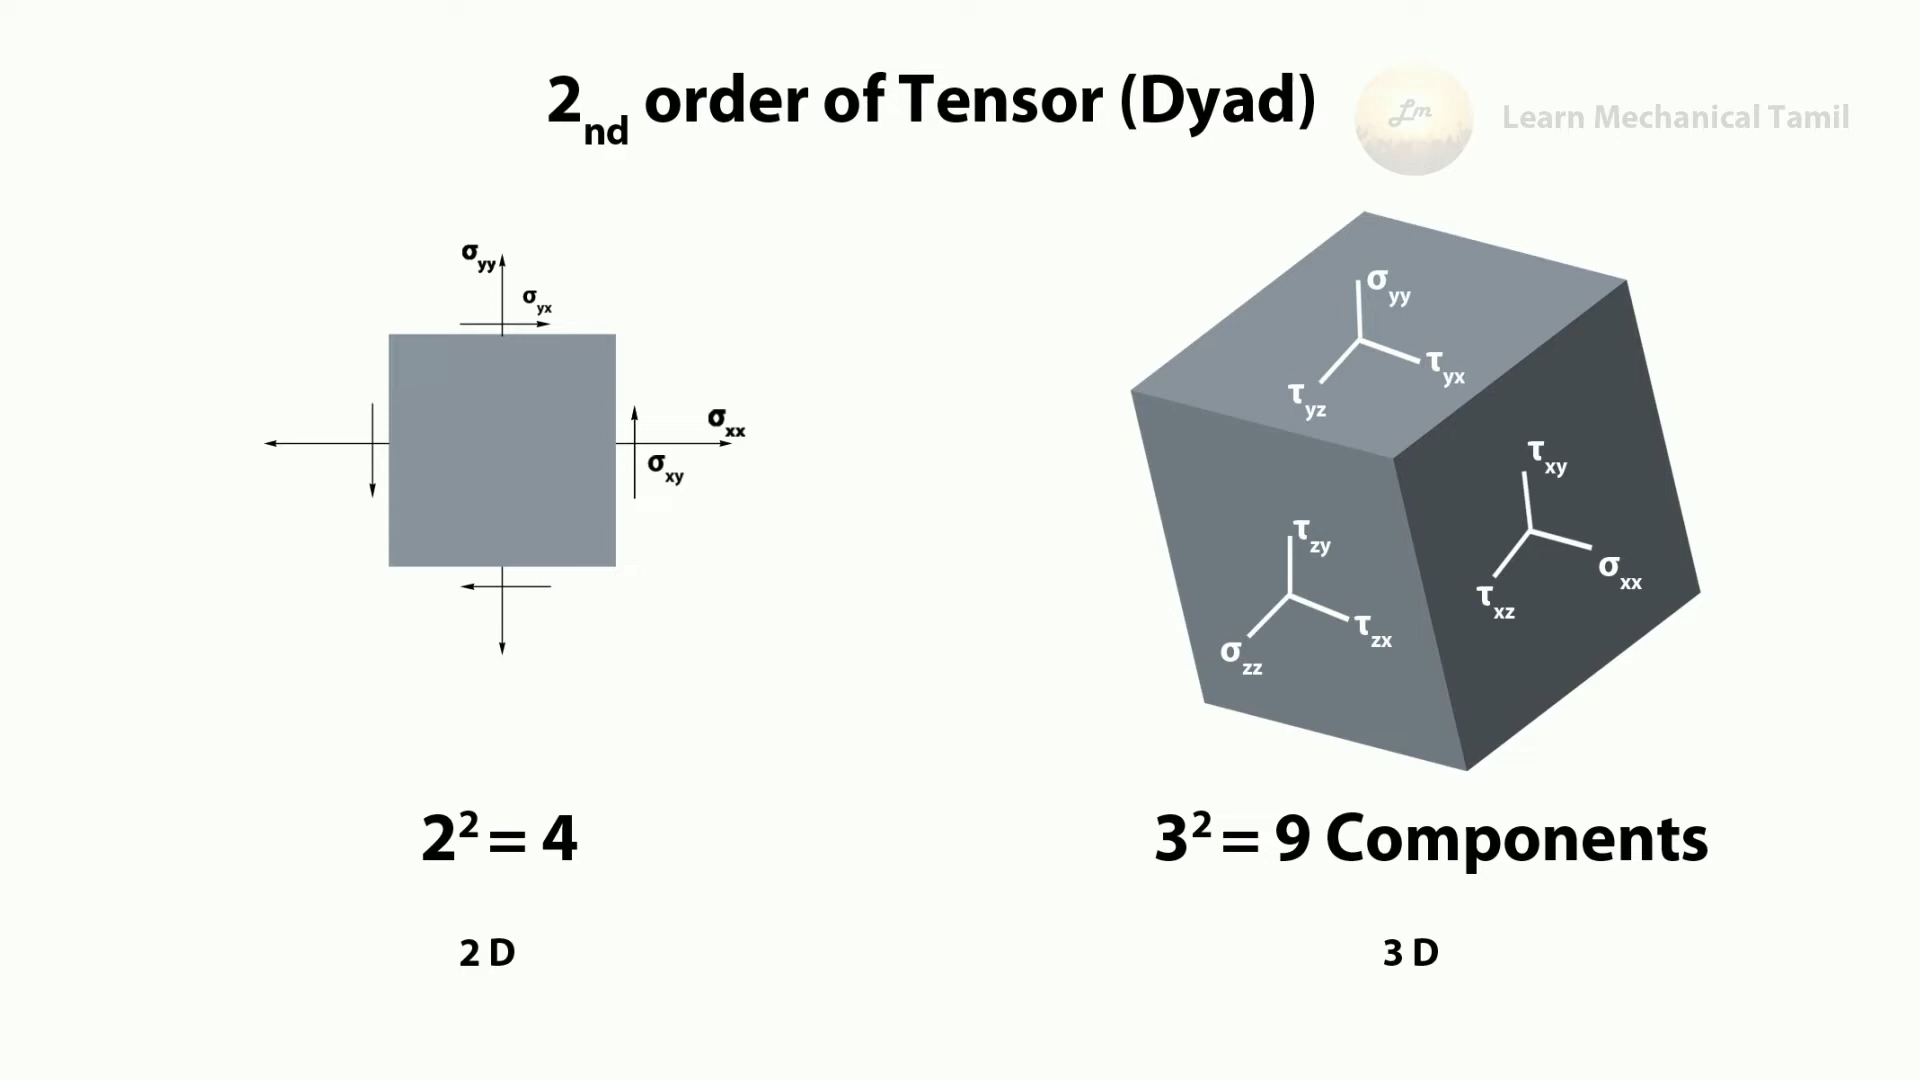 2nd order of Tensor (Dyad)
Lm
Learn Mechanical Tamil
σyy
σyx
σxx
σxy
σyy
τyx
τyz
τxy
σxx
τxz
τzy
τzx
σzz
2² = 4
3² = 9 Components
2 D
3 D